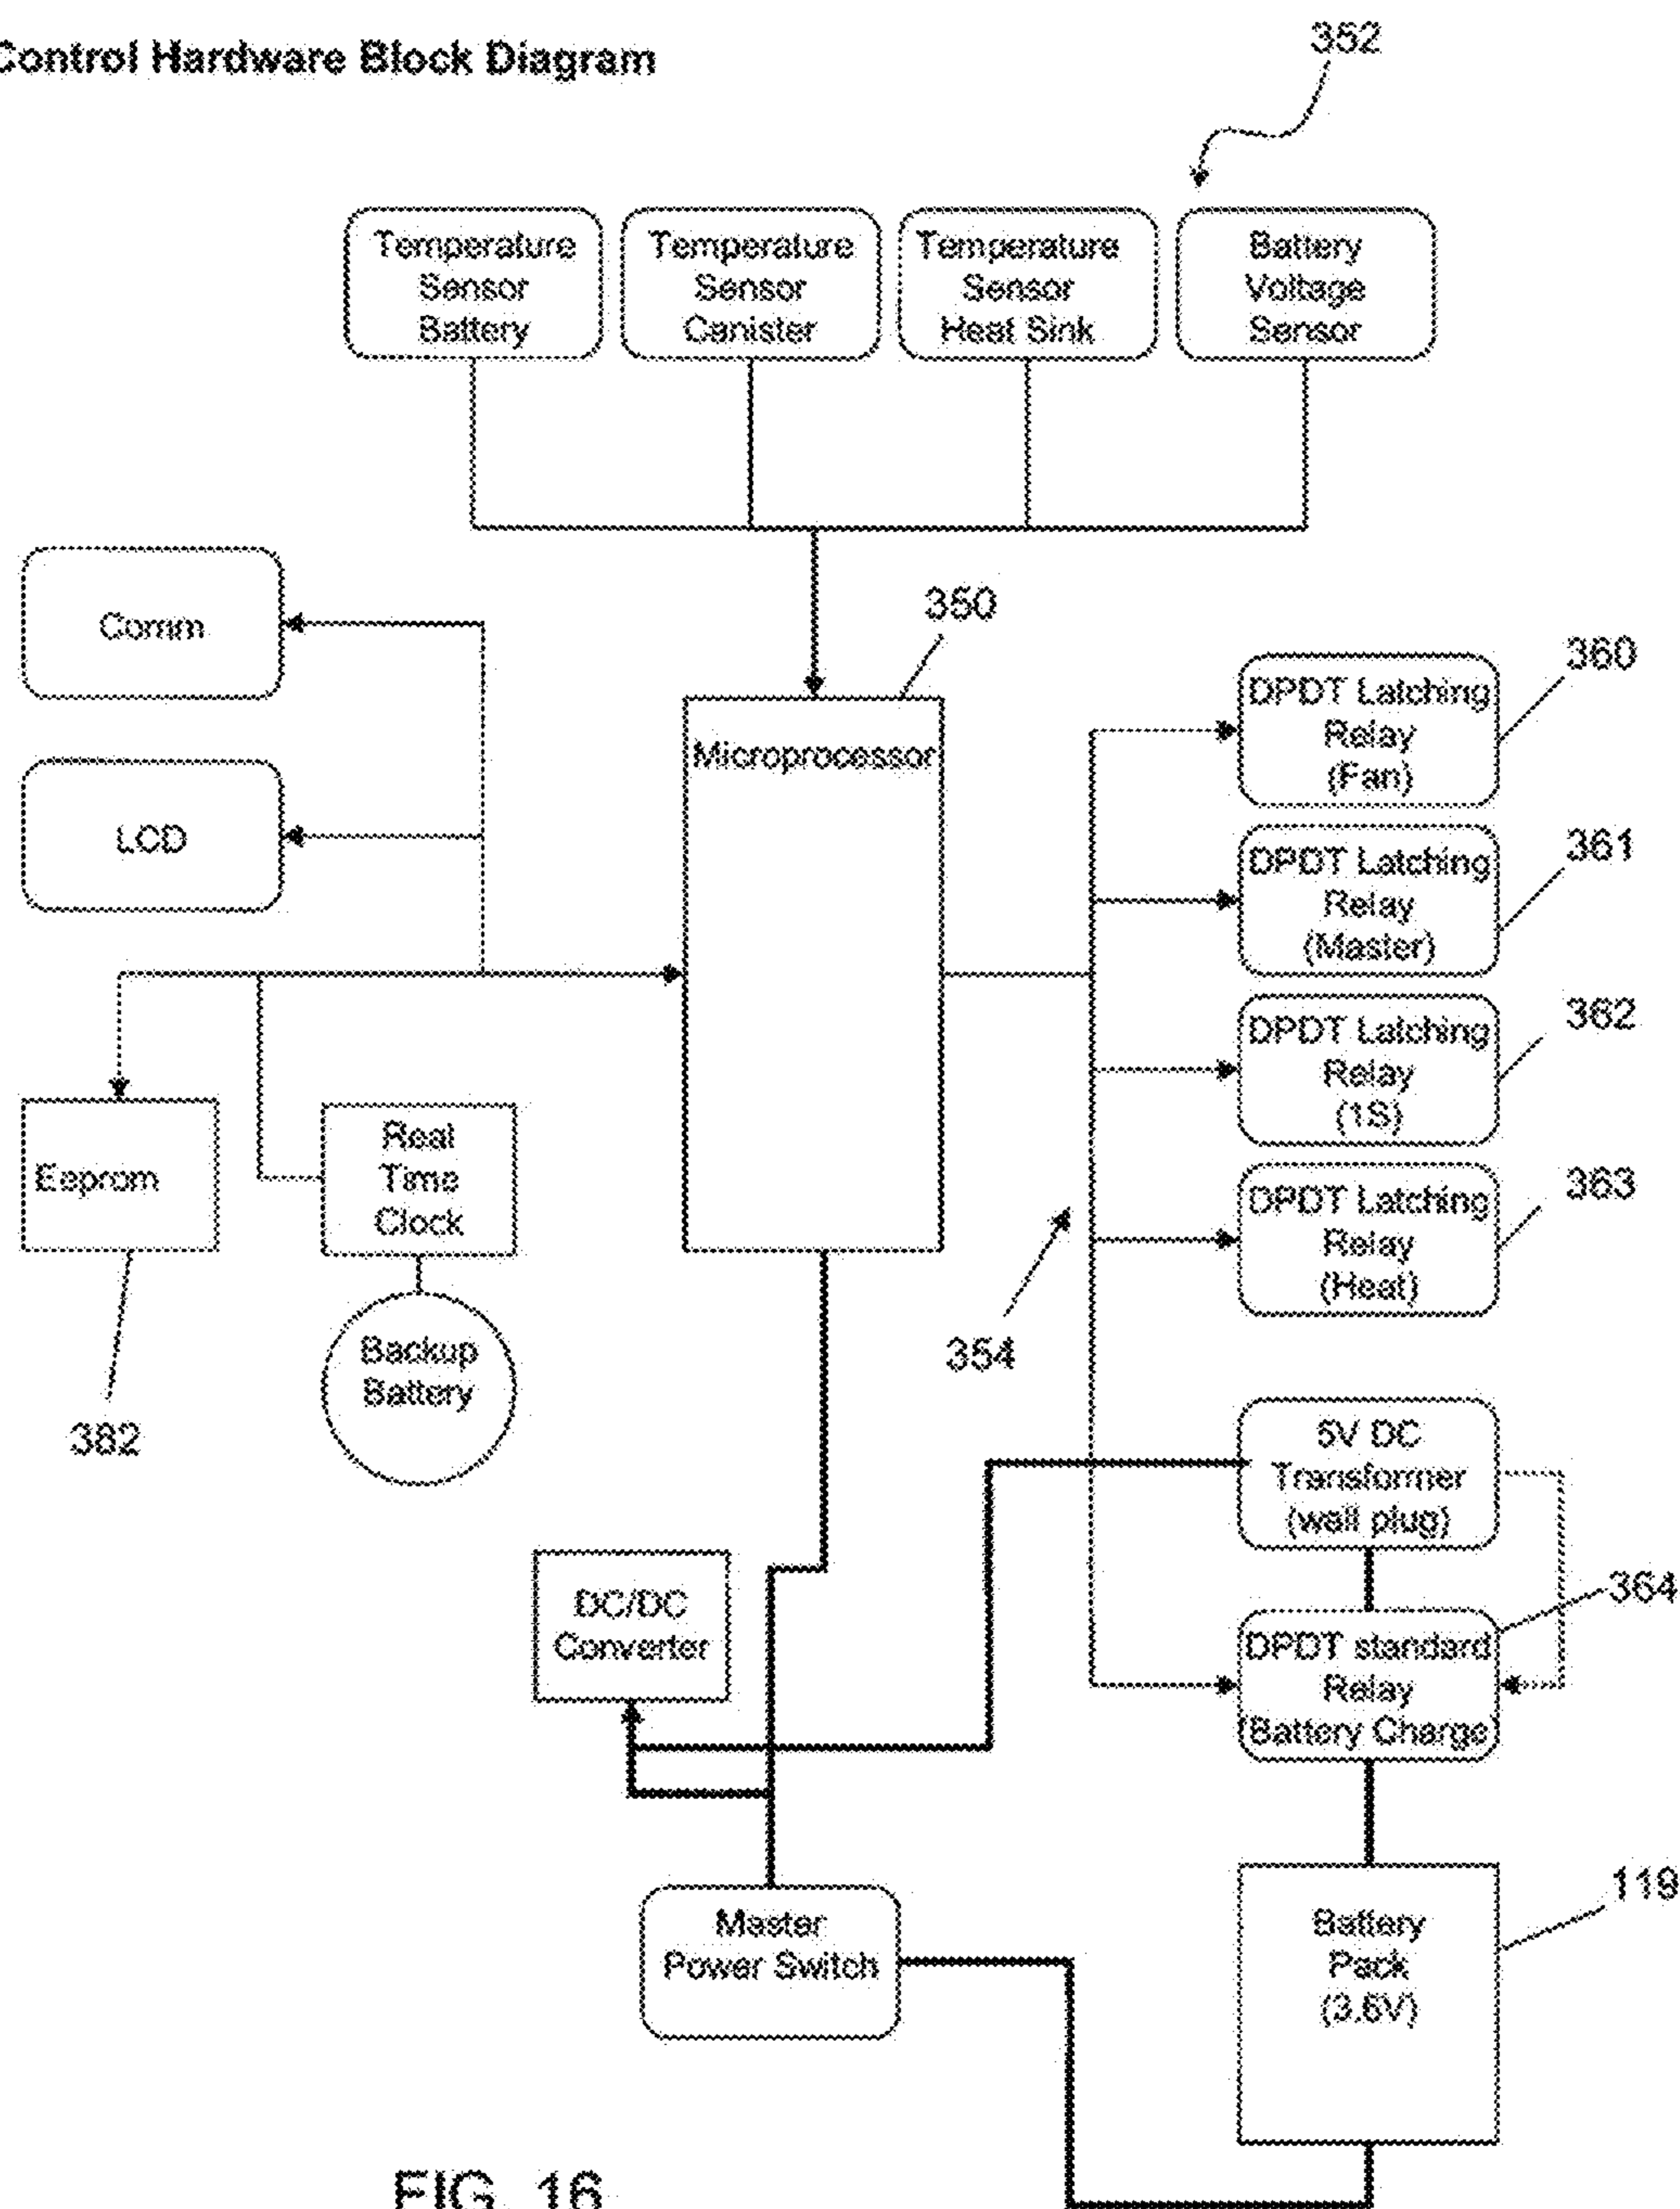 Control Hardware Block Diagram
352
Temperature
Sensor
Battery
Temperature
Sensor
Canister
Temperature
Sensor
Heat Sink
Battery
Voltage
Sensor
Comm
350
360
DPDT Latching
Relay
(Fan)
Microprocessor
LCD
361
DPDT Latching
Relay
(Master)
362
DPDT Latching
Relay
(1S)
Eeprom
Real
Time
Clock
363
DPDT Latching
Relay
(Heat)
354
Backup
Battery
382
5V DC
Transformer
(wall plug)
DC/DC
Converter
364
DPDT standard
Relay
(Battery Charge)
119
Master
Power Switch
Battery
Pack
(3.6V)
FIG. 16